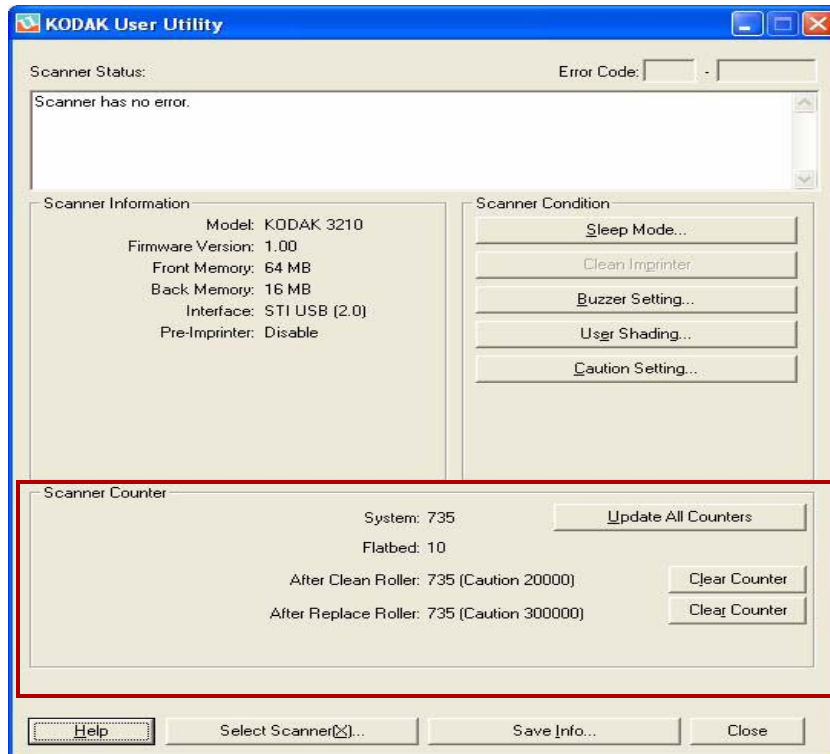 KODAK User Utility
Scanner Status:
Error Code: -
Scanner has no error.
Scanner Information
Model: KODAK 3210
Firmware Version: 1.00
Front Memory: 64 MB
Back Memory: 16 MB
Interface: STI USB (2.0)
Pre-Imprinter: Disable
Scanner Condition
Sleep Mode...
Clean Imprinter
Buzzer Setting...
User Shading...
Caution Setting...
Scanner Counter
System: 735
Update All Counters
Flatbed: 10
After Clean Roller: 735 (Caution 20000)
Clear Counter
After Replace Roller: 735 (Caution 300000)
Clear Counter
Help
Select Scanner(X)...
Save Info...
Close